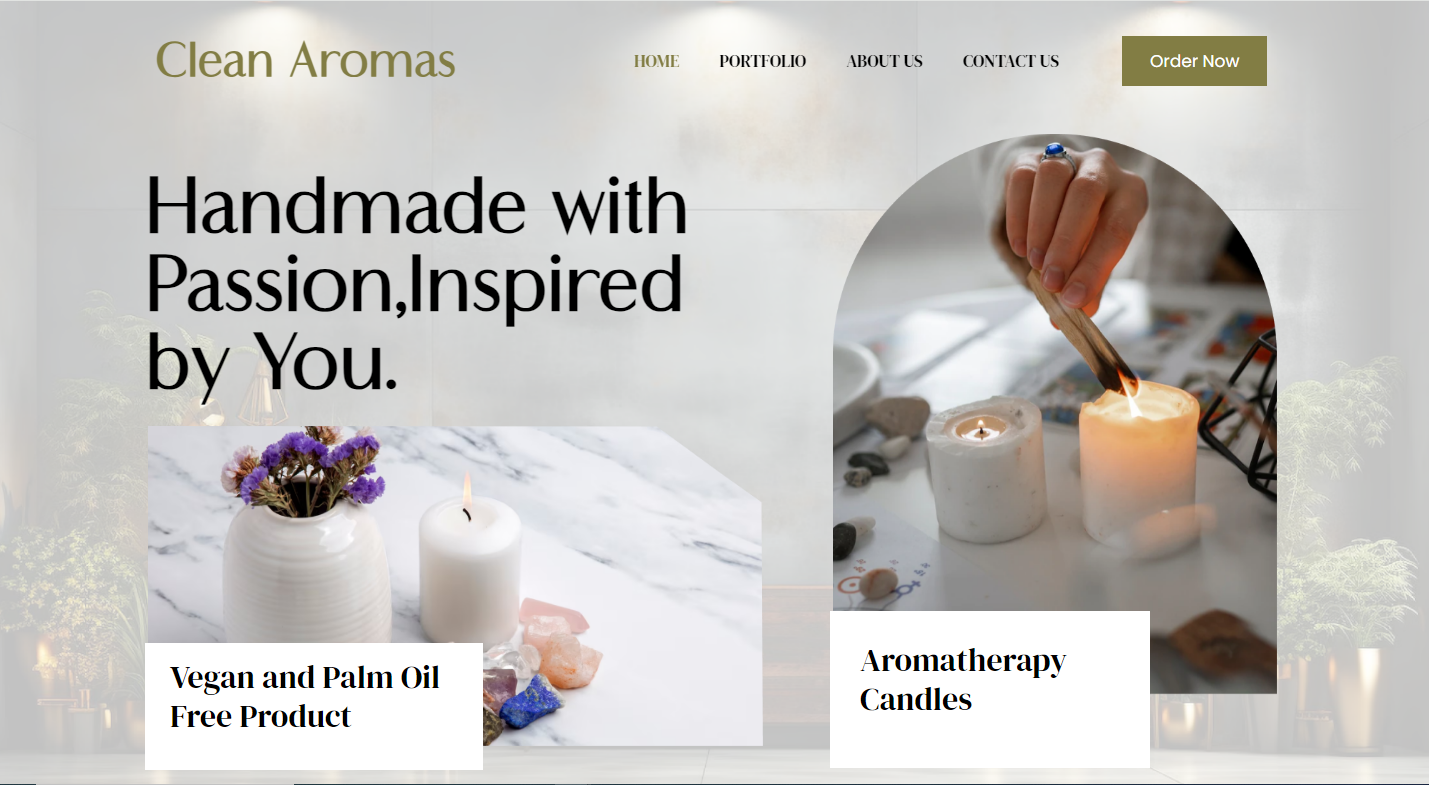 Clean Aromas
HOME PORTFOLIO ABOUT US CONTACT US Order Now
Handmade with
Passion,Inspired
by You.
Vegan and Palm Oil
Free Product
Aromatherapy
Candles